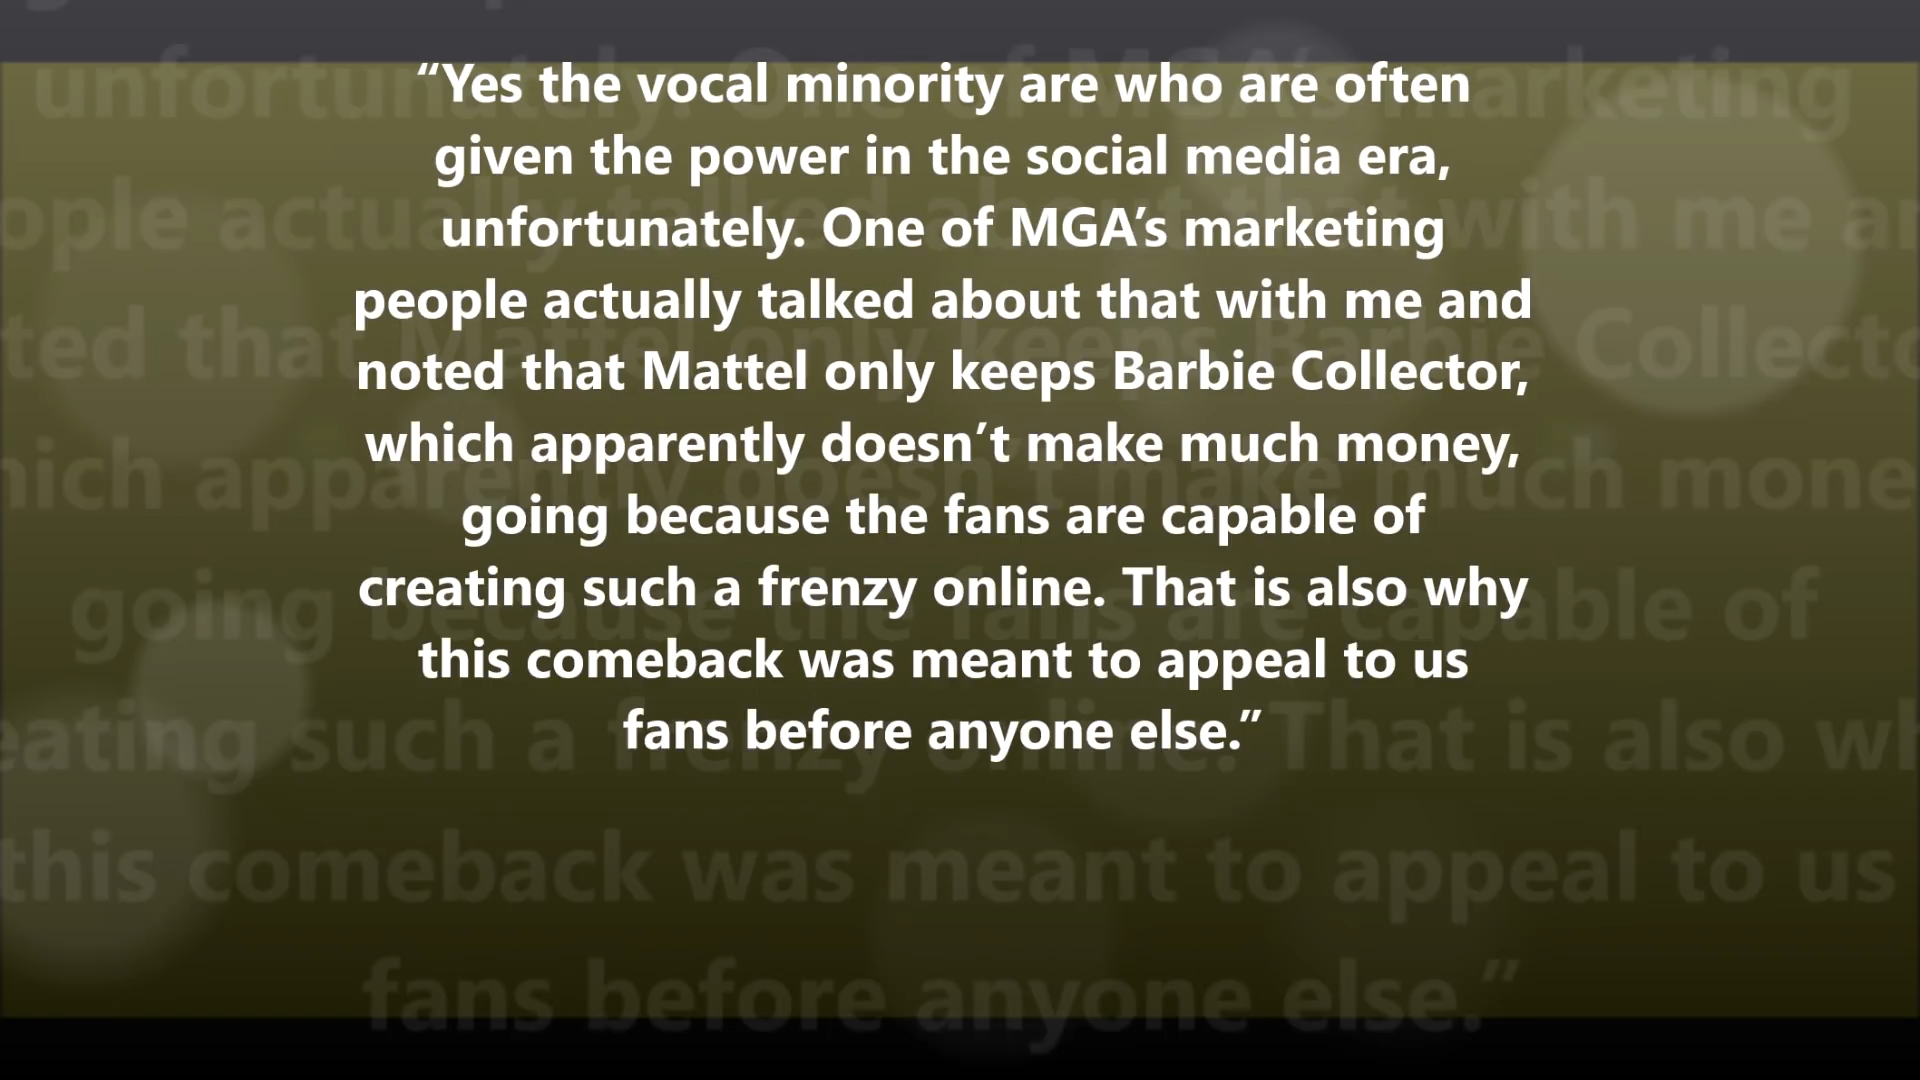 “Yes the vocal minority are who are often
given the power in the social media era,
unfortunately. One of MGA’s marketing
people actually talked about that with me and
noted that Mattel only keeps Barbie Collector,
which apparently doesn’t make much money,
going because the fans are capable of
creating such a frenzy online. That is also why
this comeback was meant to appeal to us
fans before anyone else.”